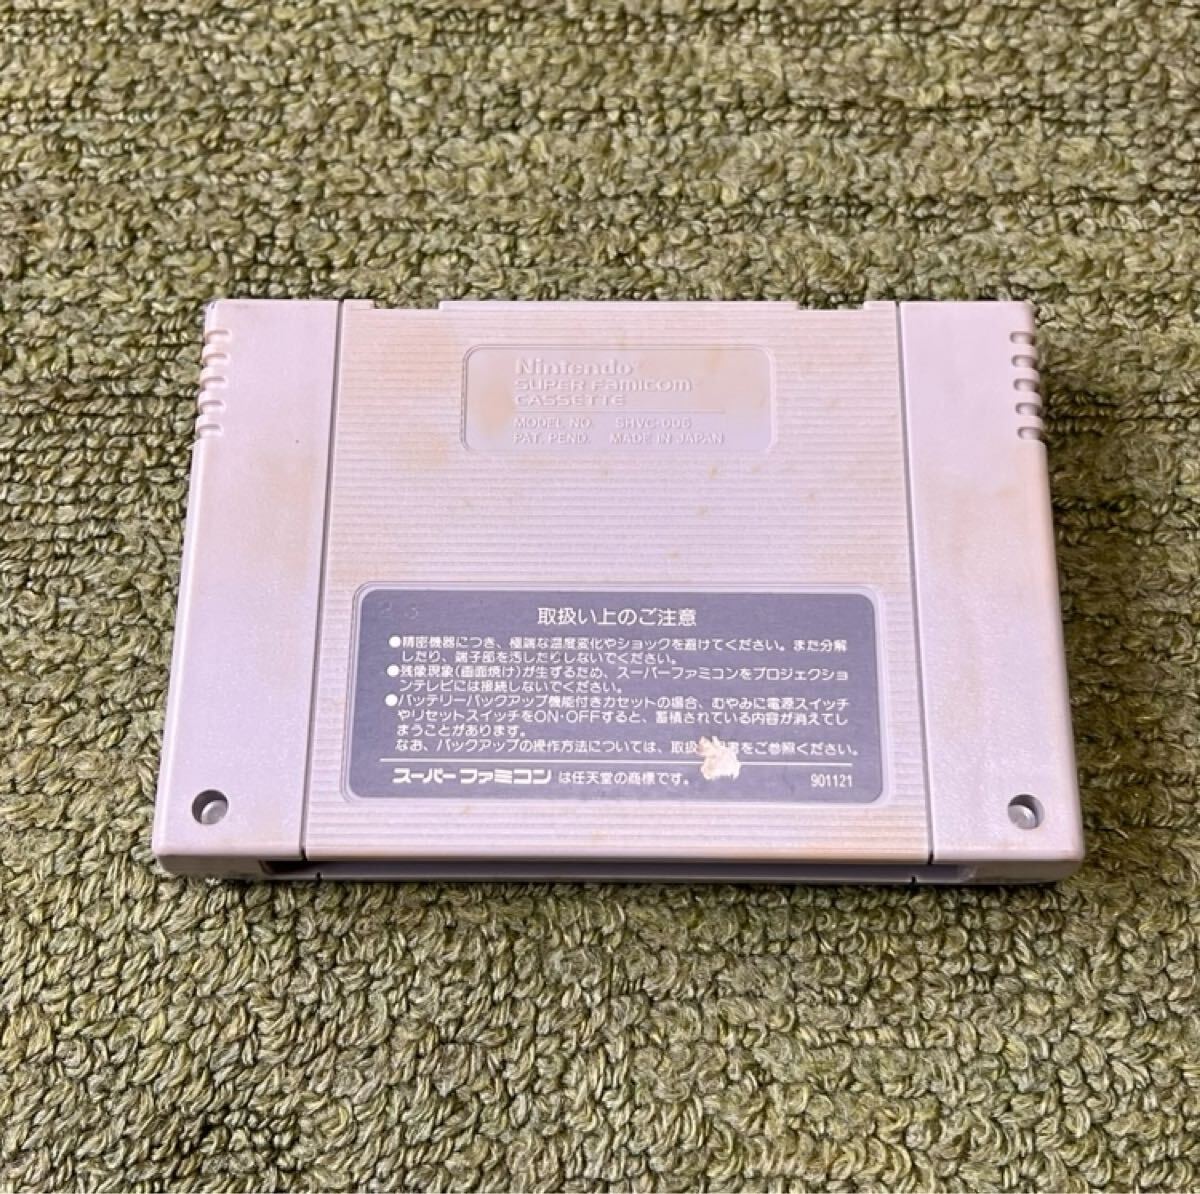 Nintendo
SUPER FAMICOM
CASSETTE
MODEL NO. SHVC-006
PAT. PEND. MADE IN JAPAN
取扱い上のご注意
●精密機器につき、極端な温度変化やショックを避けてください。また分解
したり、端子部を汚したりしないでください。
●残像現象(画面焼け)が生ずるため、スーパーファミコンをプロジェクショ
ンテレビには接続しないでください。
●バッテリーバックアップ機能付きカセットの場合、むやみに電源スイッチ
やリセットスイッチをON・OFFすると、蓄積されている内容が消えてし
まうことがあります。
なお、バックアップの操作方法については、取扱 書をご参照ください。
スーパーファミコン は任天堂の商標です。
901121